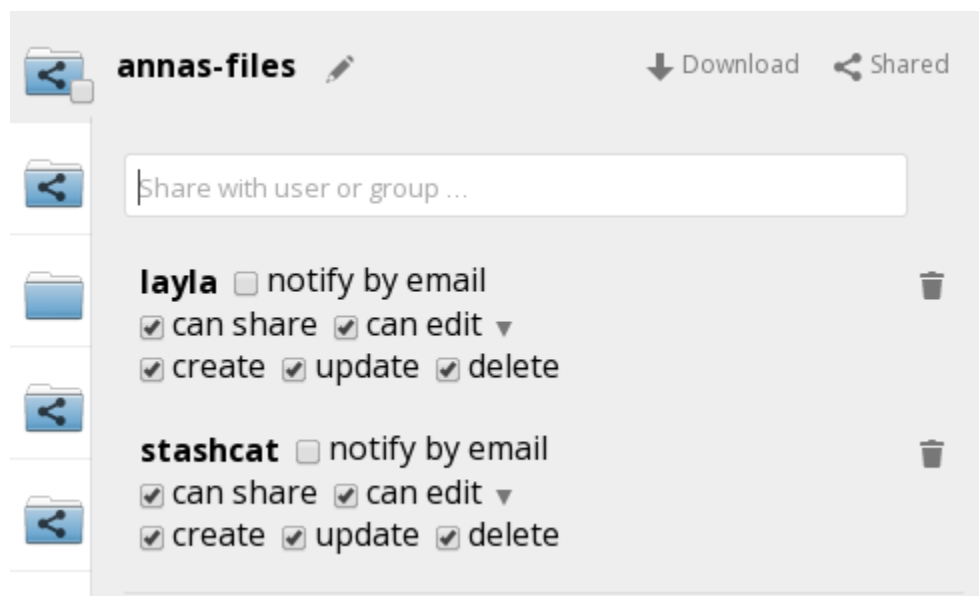 annas-files Download Shared
Share with user or group …
layla notify by email
can share can edit
create update delete
stashcat notify by email
can share can edit
create update delete